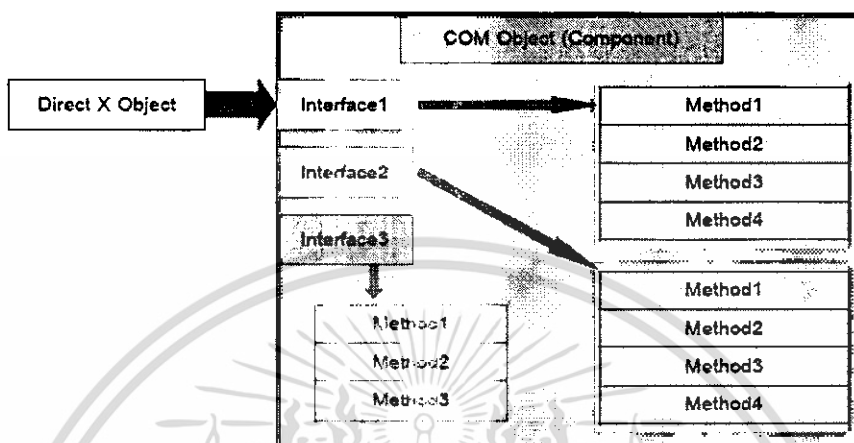 COM Object (Component)
Direct X Object
Interface1
Interface2
Interface3
Method1
Method2
Method3
Method4
Method1
Method2
Method3
Method4
Method1
Method2
Method3